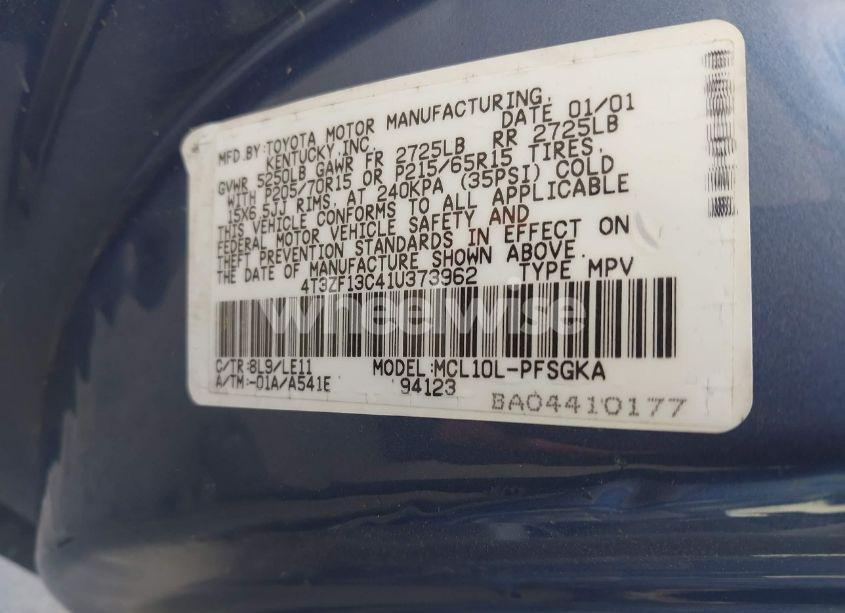 MFD.BY:TOYOTA MOTOR MANUFACTURING,
KENTUCKY,INC. DATE 01/01
GVWR 5250LB GAWR FR 2725LB RR 2725LB
WITH P205/70R15 OR P215/65R15 TIRES,
15X6.5JJ RIMS, AT 240KPA (35PSI) COLD
THIS VEHICLE CONFORMS TO ALL APPLICABLE
FEDERAL MOTOR VEHICLE SAFETY AND
THEFT PREVENTION STANDARDS IN EFFECT ON
THE DATE OF MANUFACTURE SHOWN ABOVE.
4T3ZF13C41U373962 TYPE MPV
wheelwise
C/TR:8L9/LE11 MODEL:MCL10L-PFSGKA
A/TM:-01A/A541E 94123
BA04410177